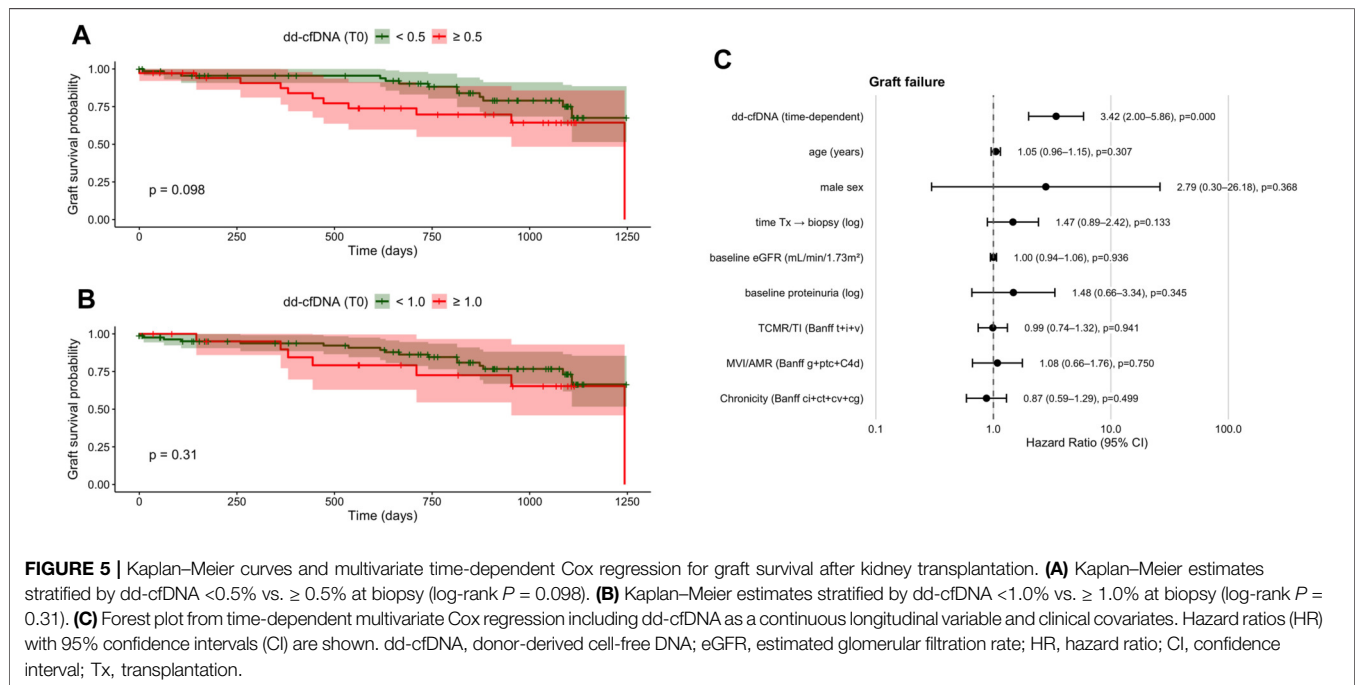 A
dd-cfDNA (T0) < 0.5 ≥ 0.5
Graft survival probability
1.00
0.75
0.50
0.25
0.00
p = 0.098
0 250 500 750 1000 1250
Time (days)
B
dd-cfDNA (T0) < 1.0 ≥ 1.0
Graft survival probability
1.00
0.75
0.50
0.25
0.00
p = 0.31
0 250 500 750 1000 1250
Time (days)
C
Graft failure
dd-cfDNA (time-dependent) 3.42 (2.00–5.86), p=0.000
age (years) 1.05 (0.96–1.15), p=0.307
male sex 2.79 (0.30–26.18), p=0.368
time Tx → biopsy (log) 1.47 (0.89–2.42), p=0.133
baseline eGFR (mL/min/1.73m²) 1.00 (0.94–1.06), p=0.936
baseline proteinuria (log) 1.48 (0.66–3.34), p=0.345
TCMR/TI (Banff t+i+v) 0.99 (0.74–1.32), p=0.941
MVI/AMR (Banff g+ptc+C4d) 1.08 (0.66–1.76), p=0.750
Chronicity (Banff ci+ct+cv+cg) 0.87 (0.59–1.29), p=0.499
0.1 1.0 10.0 100.0
Hazard Ratio (95% CI)
FIGURE 5 | Kaplan–Meier curves and multivariate time-dependent Cox regression for graft survival after kidney transplantation. (A) Kaplan–Meier estimates
stratified by dd-cfDNA <0.5% vs. ≥ 0.5% at biopsy (log-rank P = 0.098). (B) Kaplan–Meier estimates stratified by dd-cfDNA <1.0% vs. ≥ 1.0% at biopsy (log-rank P =
0.31). (C) Forest plot from time-dependent multivariate Cox regression including dd-cfDNA as a continuous longitudinal variable and clinical covariates. Hazard ratios (HR)
with 95% confidence intervals (CI) are shown. dd-cfDNA, donor-derived cell-free DNA; eGFR, estimated glomerular filtration rate; HR, hazard ratio; CI, confidence
interval; Tx, transplantation.